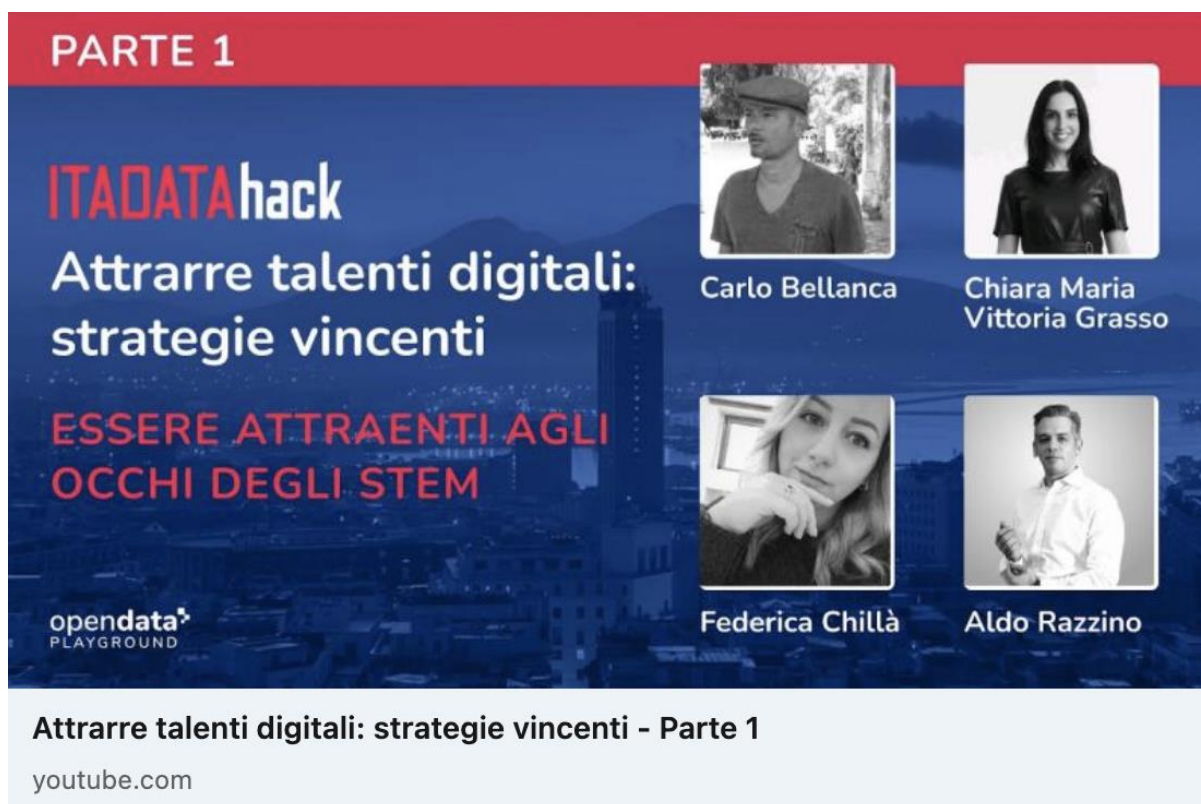 PARTE 1
ITADATAhack
Attrarre talenti digitali:
strategie vincenti
ESSERE ATTRAENTI AGLI
OCCHI DEGLI STEM
opendata
PLAYGROUND
Carlo Bellanca
Chiara Maria
Vittoria Grasso
Federica Chillà
Aldo Razzino
Attrarre talenti digitali: strategie vincenti - Parte 1
youtube.com